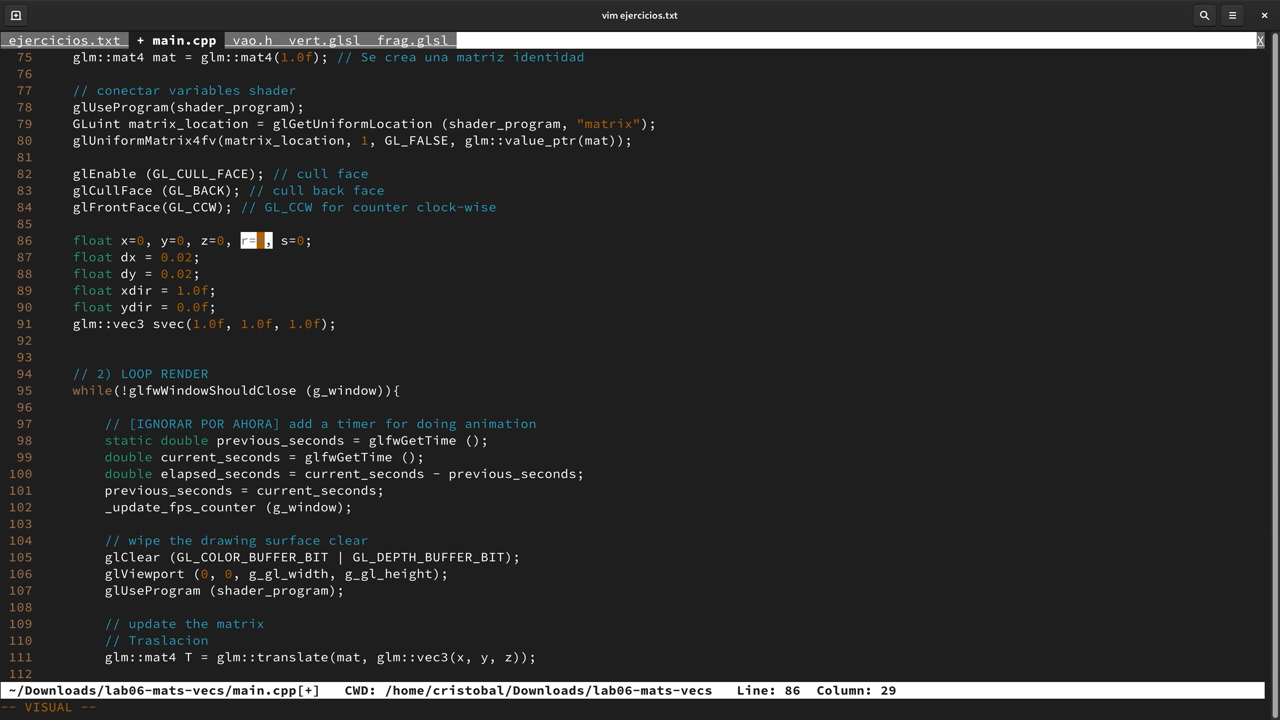 vim ejercicios.txt
ejercicios.txt + main.cpp vao.h vert.glsl frag.glsl X
75 glm::mat4 mat = glm::mat4(1.0f); // Se crea una matriz identidad
76
77 // conectar variables shader
78 glUseProgram(shader_program);
79 GLuint matrix_location = glGetUniformLocation (shader_program, "matrix");
80 glUniformMatrix4fv(matrix_location, 1, GL_FALSE, glm::value_ptr(mat));
81
82 glEnable (GL_CULL_FACE); // cull face
83 glCullFace (GL_BACK); // cull back face
84 glFrontFace(GL_CCW); // GL_CCW for counter clock-wise
85
86 float x=0, y=0, z=0, r= , s=0;
87 float dx = 0.02;
88 float dy = 0.02;
89 float xdir = 1.0f;
90 float ydir = 0.0f;
91 glm::vec3 svec(1.0f, 1.0f, 1.0f);
92
93
94 // 2) LOOP RENDER
95 while(!glfwWindowShouldClose (g_window)){
96
97 // [IGNORAR POR AHORA] add a timer for doing animation
98 static double previous_seconds = glfwGetTime ();
99 double current_seconds = glfwGetTime ();
100 double elapsed_seconds = current_seconds - previous_seconds;
101 previous_seconds = current_seconds;
102 _update_fps_counter (g_window);
103
104 // wipe the drawing surface clear
105 glClear (GL_COLOR_BUFFER_BIT | GL_DEPTH_BUFFER_BIT);
106 glViewport (0, 0, g_gl_width, g_gl_height);
107 glUseProgram (shader_program);
108
109 // update the matrix
110 // Traslacion
111 glm::mat4 T = glm::translate(mat, glm::vec3(x, y, z));
112
~/Downloads/lab06-mats-vecs/main.cpp[+] CWD: /home/cristobal/Downloads/lab06-mats-vecs Line: 86 Column: 29
-- VISUAL --